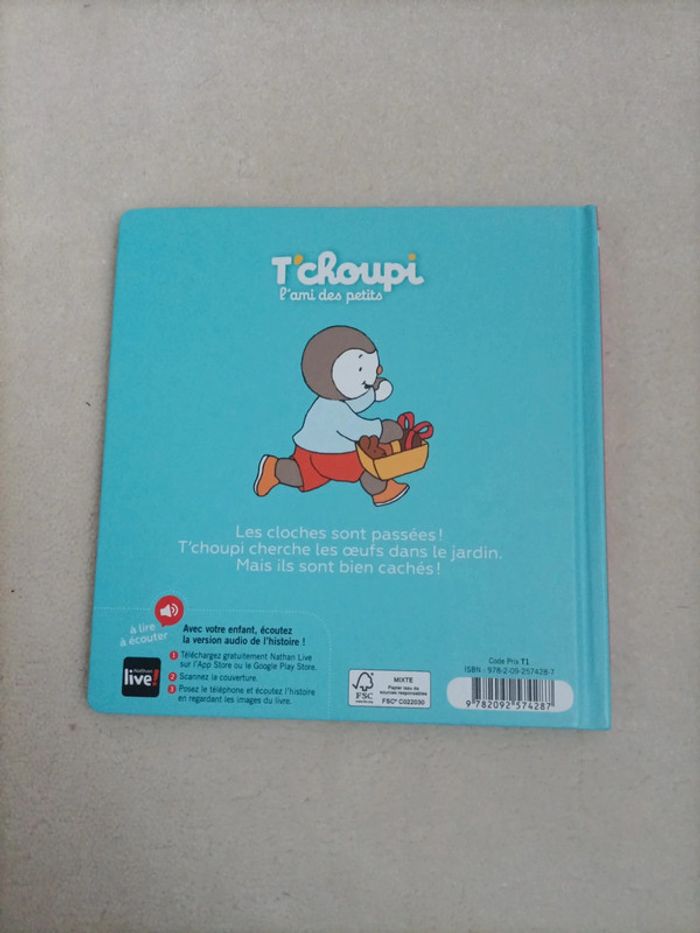 T'choupi
l'ami des petits
Les cloches sont passées !
T'choupi cherche les œufs dans le jardin.
Mais ils sont bien cachés !
à lire
à écouter
Avec votre enfant, écoutez
la version audio de l'histoire !
1 Téléchargez gratuitement Nathan Live
sur l'App Store ou le Google Play Store.
2 Scannez la couverture.
3 Posez le téléphone et écoutez l'histoire
en regardant les images du livre.
Nathan
live!
FSC
www.fsc.org
MIXTE
Papier issu de
sources responsables
FSC® C022030
Code Prix T1
ISBN : 978-2-09-257428-7
9 782092 574287